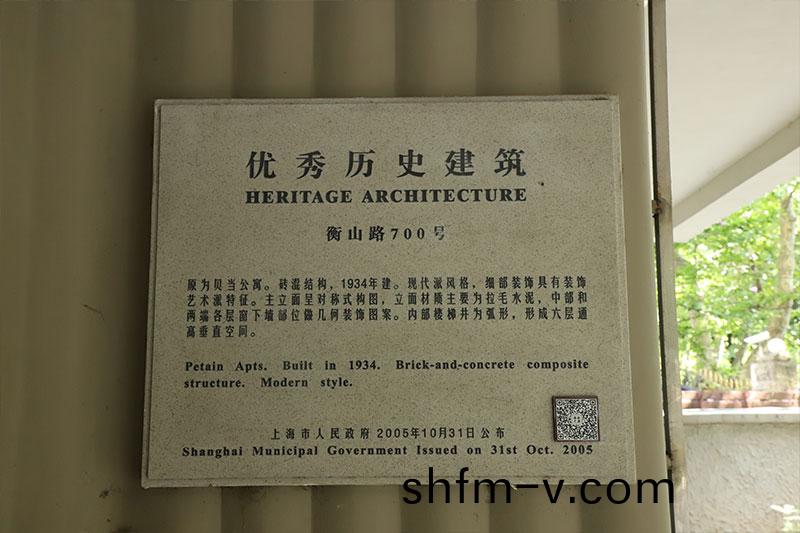 优秀历史建筑
HERITAGE ARCHITECTURE
衡山路700号
原为贝当公寓。砖混结构，1934年建。现代派风格，细部装饰具有装饰
艺术派特征。主立面呈对称式构图，立面材质主要为拉毛水泥，中部和
两端各层窗下墙部位做几何装饰图案。内部楼梯井为弧形，形成六层通
高垂直空间。
Petain Apts. Built in 1934. Brick-and-concrete composite
structure. Modern style.
上海市人民政府 2005年10月31日公布
Shanghai Municipal Government Issued on 31st Oct. 2005
shfm-v.com